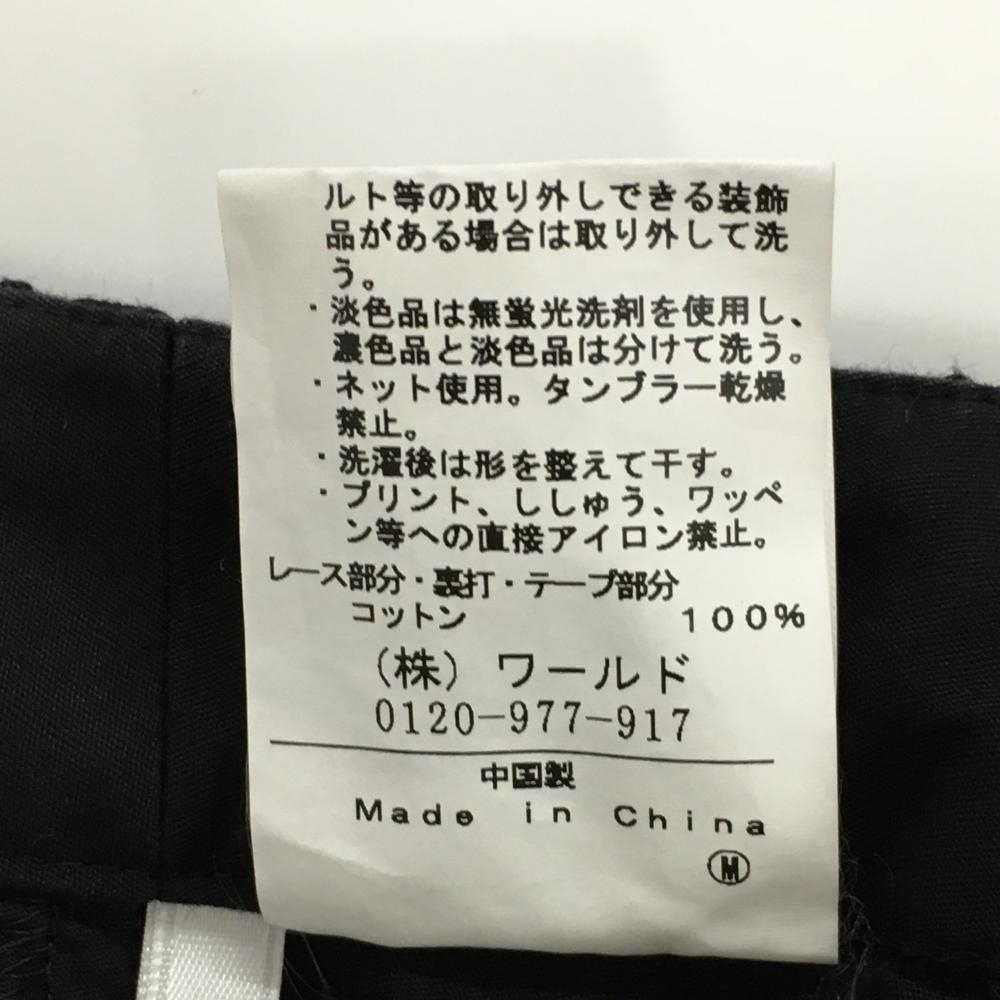 ルト等の取り外しできる装飾
品がある場合は取り外して洗
う。
・淡色品は無蛍光洗剤を使用し、
濃色品と淡色品は分けて洗う。
・ネット使用。タンブラー乾燥
禁止。
・洗濯後は形を整えて干す。
・プリント、ししゅう、ワッペ
ン等への直接アイロン禁止。
レース部分・裏打・テープ部分
コットン 100%
(株) ワールド
0120-977-917
中国製
Made in China
Ⓜ